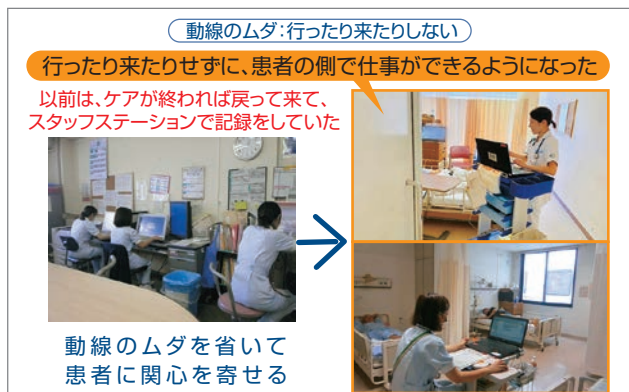 動線のムダ:行ったり来たりしない
行ったり来たりせずに、患者の側で仕事ができるようになった
以前は、ケアが終われば戻って来て、
スタッフステーションで記録をしていた
動線のムダを省いて
患者に関心を寄せる